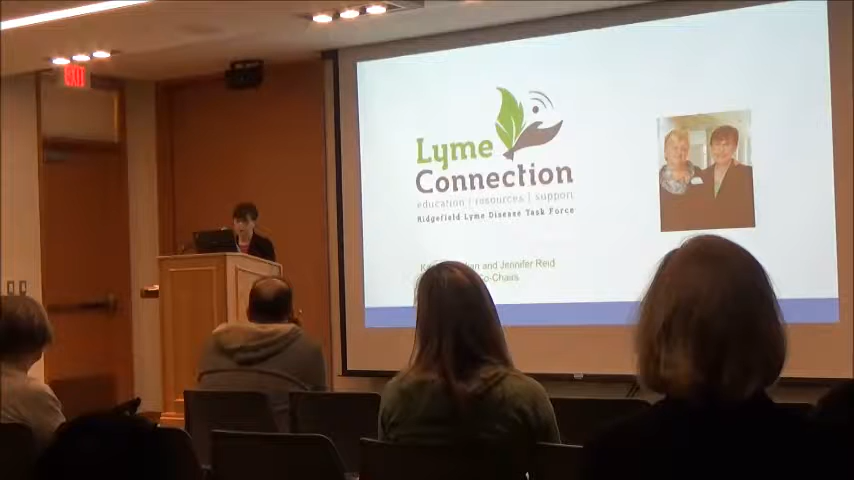 EXIT
Lyme
Connection
education | resources | support
Ridgefield Lyme Disease Task Force
and Jennifer Reid
Co-Chairs